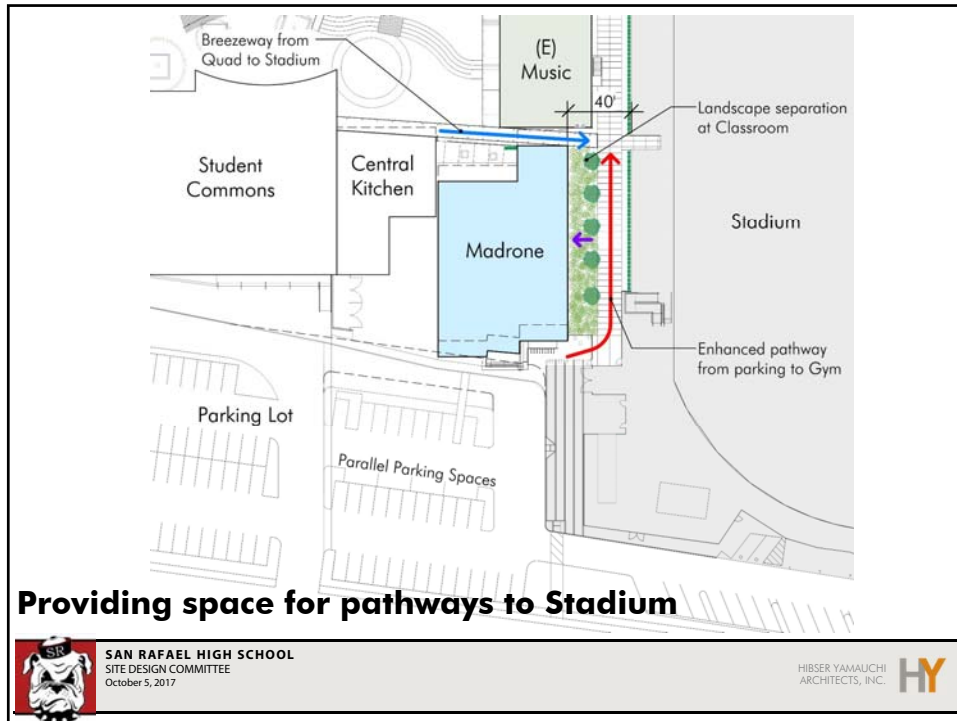 Breezeway from
Quad to Stadium
(E)
Music
40'
Landscape separation
at Classroom
Student
Commons
Central
Kitchen
Madrone
Stadium
Enhanced pathway
from parking to Gym
Parking Lot
Parallel Parking Spaces
Providing space for pathways to Stadium
SR
SAN RAFAEL HIGH SCHOOL
SITE DESIGN COMMITTEE
October 5, 2017
HIBSER YAMAUCHI
ARCHITECTS, INC.
HY